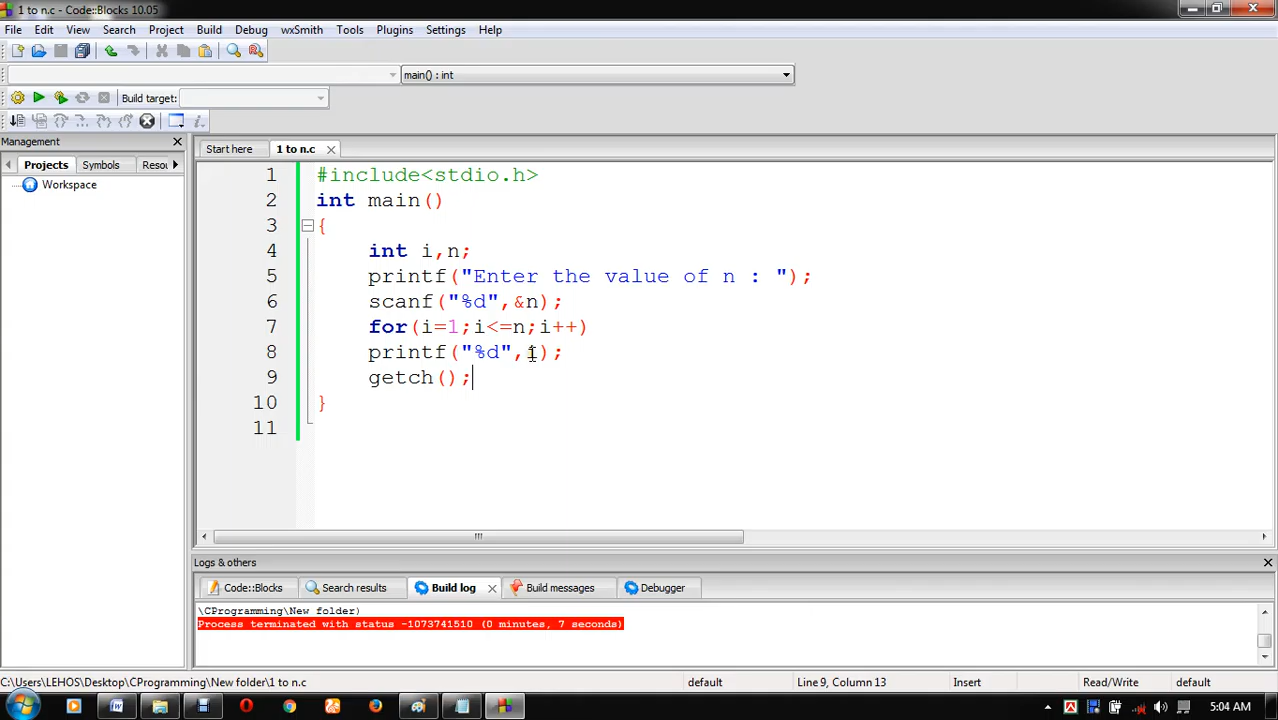 1 to n.c - Code::Blocks 10.05
File Edit View Search Project Build Debug wxSmith Tools Plugins Settings Help
main() : int
Build target:
Management
Projects Symbols Resou
Workspace
Start here 1 to n.c
1 #include<stdio.h>
2 int main()
3 {
4 int i,n;
5 printf("Enter the value of n : ");
6 scanf("%d",&n);
7 for(i=1;i<=n;i++)
8 printf("%d",i);
9 getch();
10 }
11
Logs & others
Code::Blocks Search results Build log Build messages Debugger
\CProgramming\New folder)
Process terminated with status -1073741510 (0 minutes, 7 seconds)
C:\Users\LEHOS\Desktop\CProgramming\New folder\1 to n.c default Line 9, Column 13 Insert Read/Write default
5:04 AM